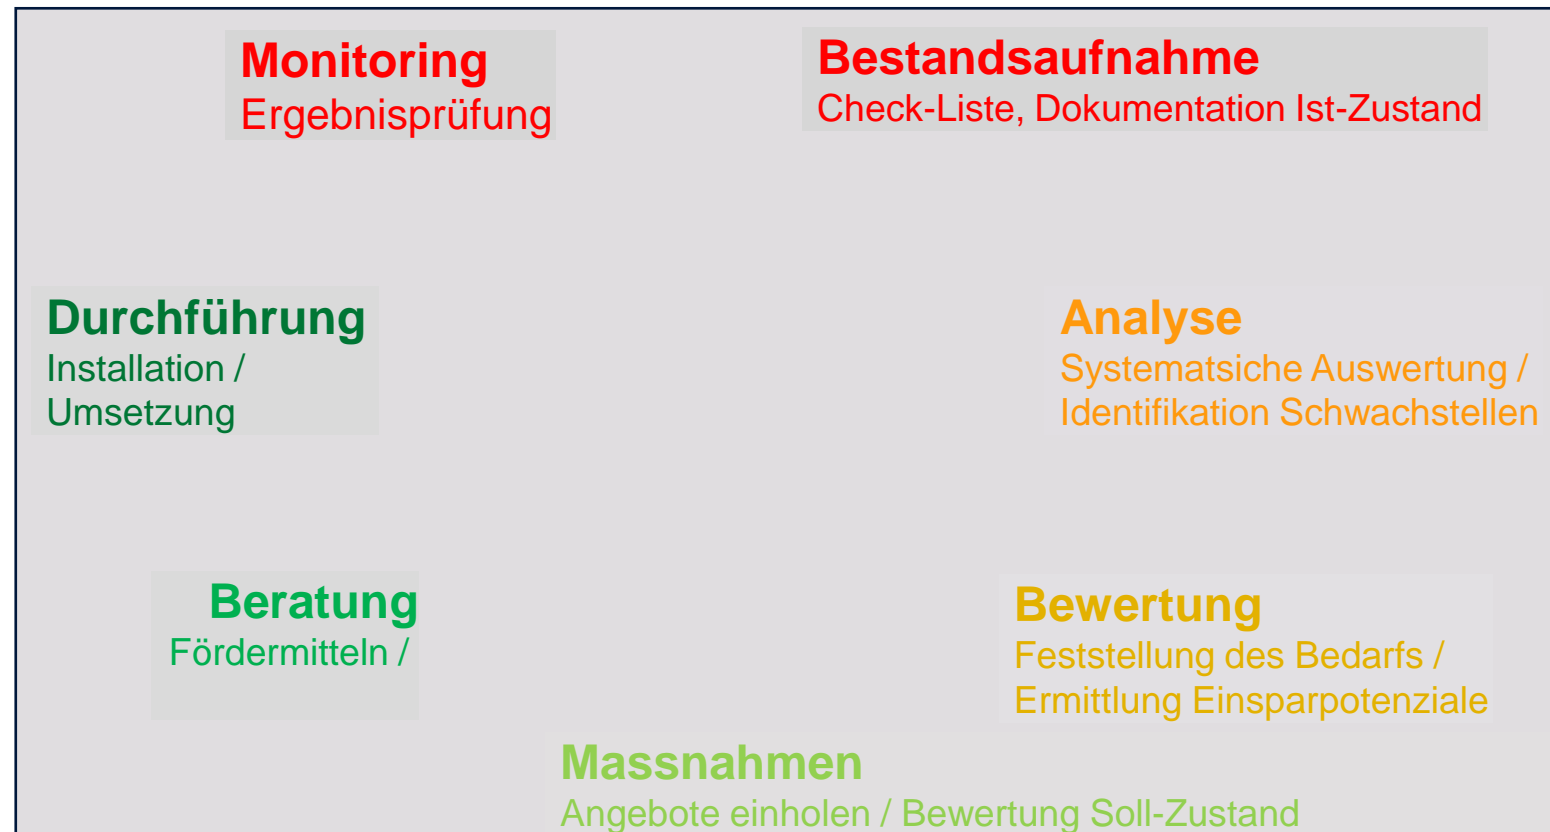 Monitoring
Ergebnisprüfung
Bestandsaufnahme
Check-Liste, Dokumentation Ist-Zustand
Durchführung
Installation /
Umsetzung
Analyse
Systematsiche Auswertung /
Identifikation Schwachstellen
Beratung
Fördermitteln /
Bewertung
Feststellung des Bedarfs /
Ermittlung Einsparpotenziale
Massnahmen
Angebote einholen / Bewertung Soll-Zustand